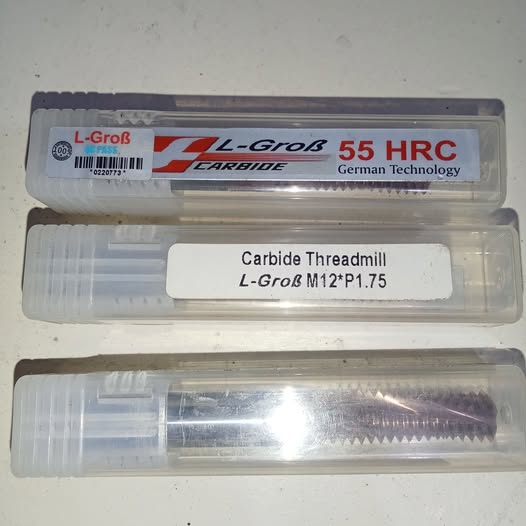 L-Groß
QC PASS.
*0220773*
L-Groß
CARBIDE
55 HRC
German Technology
Carbide Threadmill
L-Groß M12*P1.75